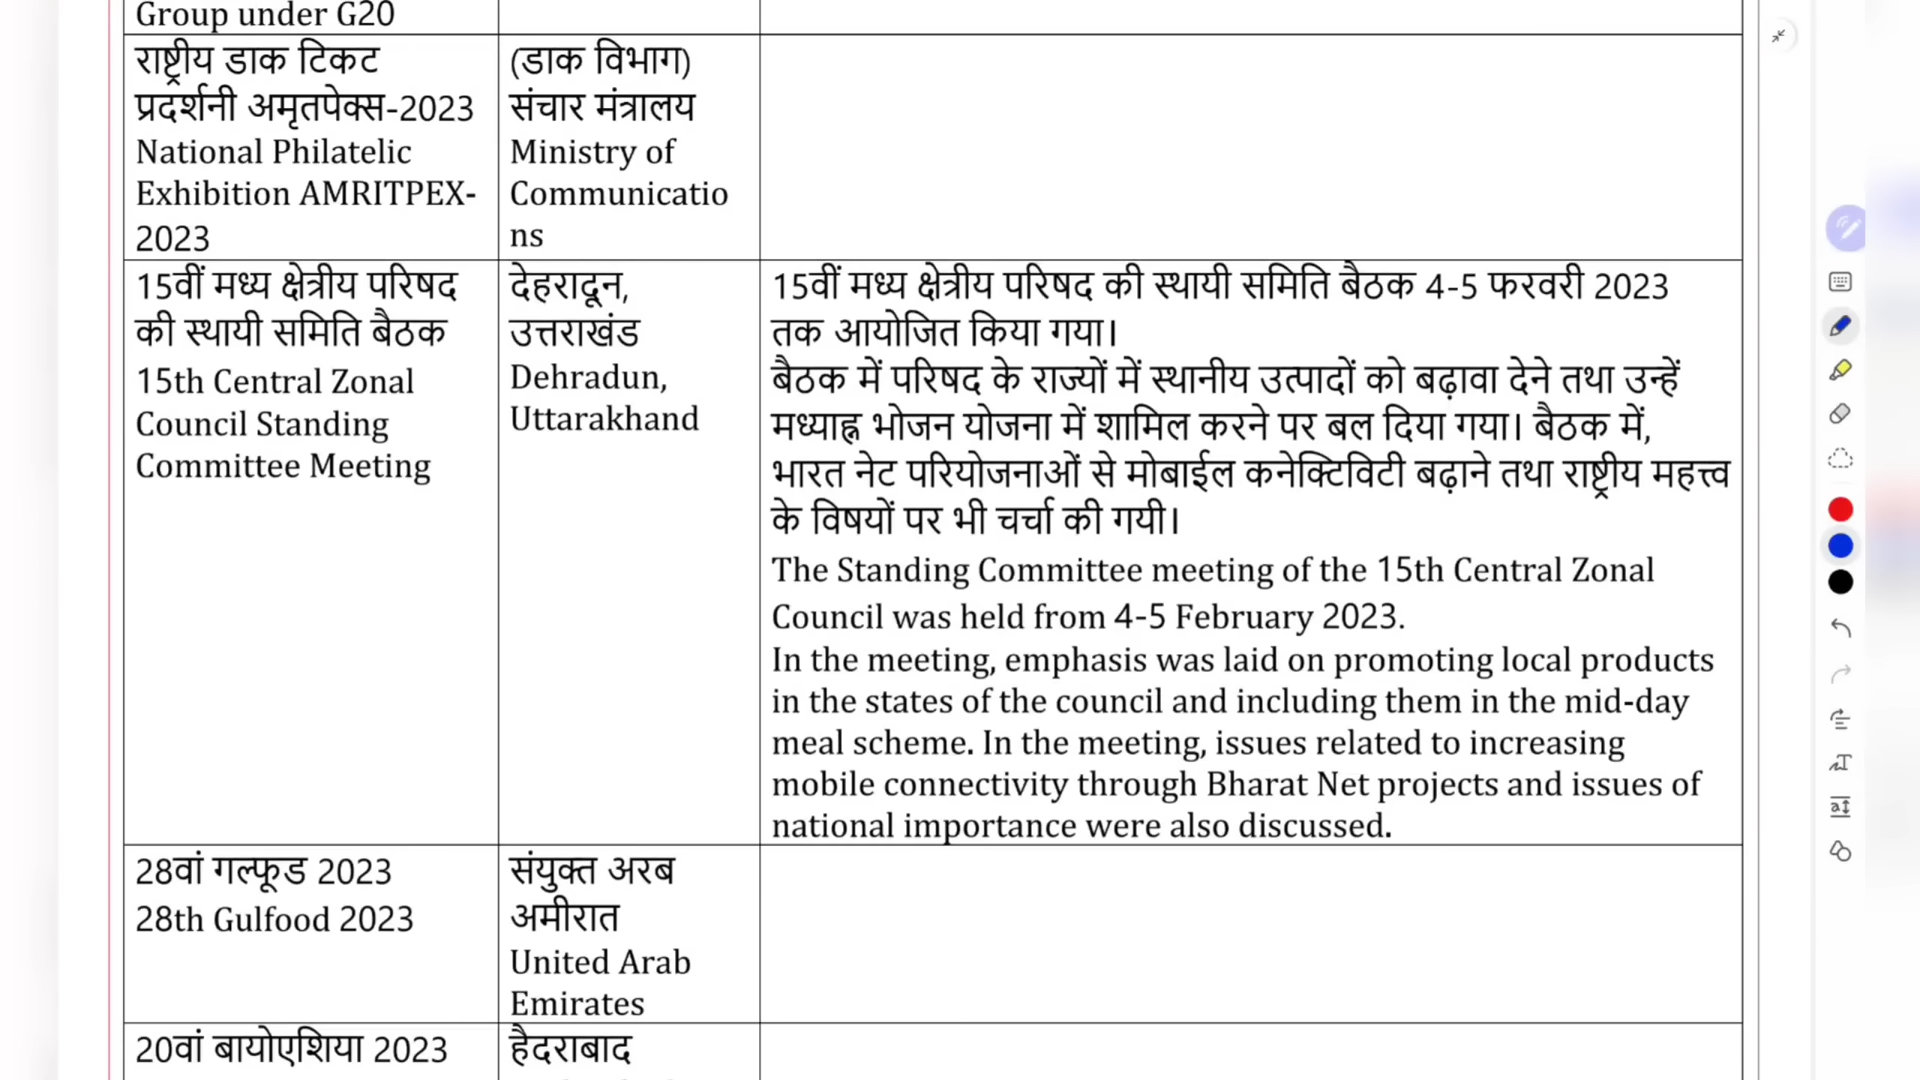 Group under G20
राष्ट्रीय डाक टिकट
प्रदर्शनी अमृतपेक्स-2023
National Philatelic
Exhibition AMRITPEX-
2023
(डाक विभाग)
संचार मंत्रालय
Ministry of
Communicatio
ns
15वीं मध्य क्षेत्रीय परिषद
की स्थायी समिति बैठक
15th Central Zonal
Council Standing
Committee Meeting
देहरादून,
उत्तराखंड
Dehradun,
Uttarakhand
15वीं मध्य क्षेत्रीय परिषद की स्थायी समिति बैठक 4-5 फरवरी 2023
तक आयोजित किया गया।
बैठक में परिषद के राज्यों में स्थानीय उत्पादों को बढ़ावा देने तथा उन्हें
मध्याह्न भोजन योजना में शामिल करने पर बल दिया गया। बैठक में,
भारत नेट परियोजनाओं से मोबाईल कनेक्टिविटी बढ़ाने तथा राष्ट्रीय महत्त्व
के विषयों पर भी चर्चा की गयी।
The Standing Committee meeting of the 15th Central Zonal
Council was held from 4-5 February 2023.
In the meeting, emphasis was laid on promoting local products
in the states of the council and including them in the mid-day
meal scheme. In the meeting, issues related to increasing
mobile connectivity through Bharat Net projects and issues of
national importance were also discussed.
28वां गल्फूड 2023
28th Gulfood 2023
संयुक्त अरब
अमीरात
United Arab
Emirates
20वां बायोएशिया 2023
हैदराबाद